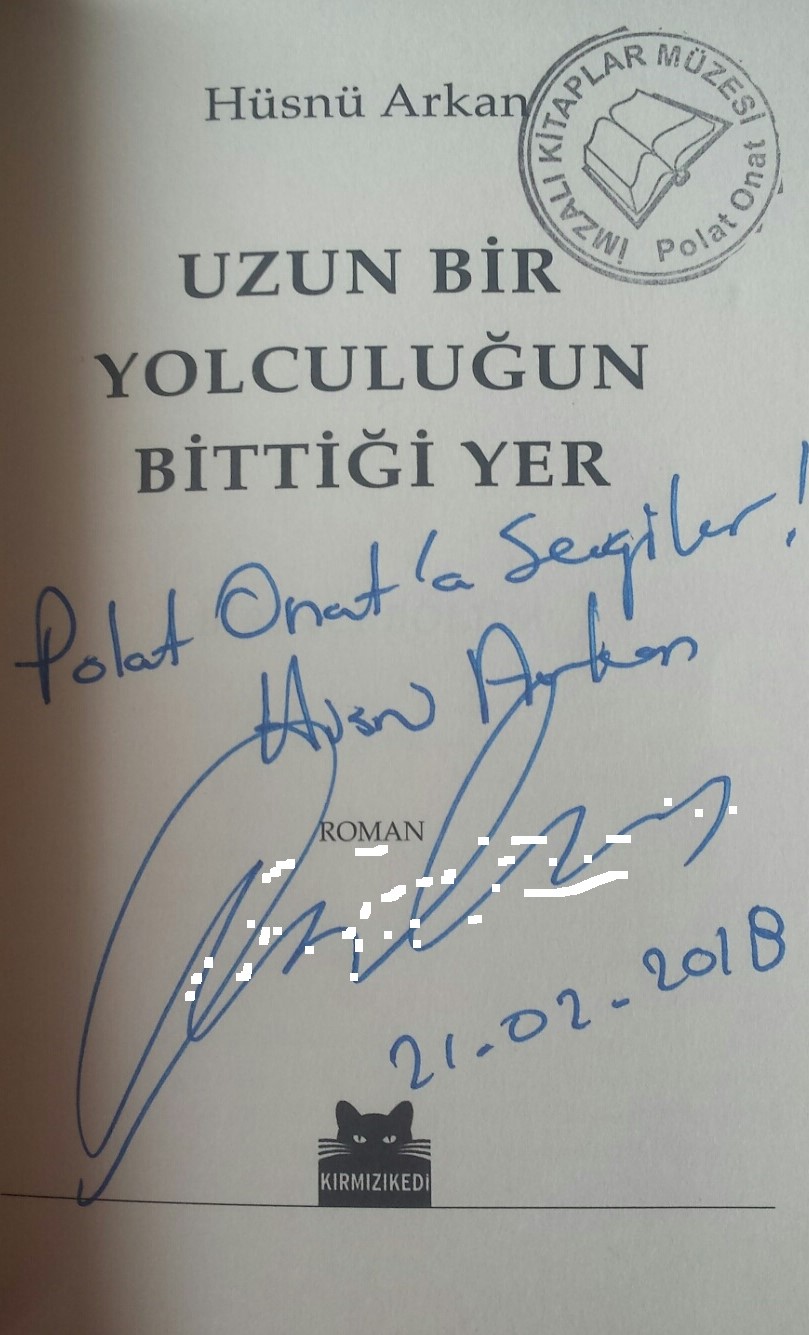 Hüsnü Arkan
İMZALI KİTAPLAR MÜZESİ
Polat Onat
UZUN BİR
YOLCULUĞUN
BİTTİĞİ YER
Polat Onat'a Sevgiler!
Hüsnü Arkan
ROMAN
21-02-2018
KIRMIZIKEDİ